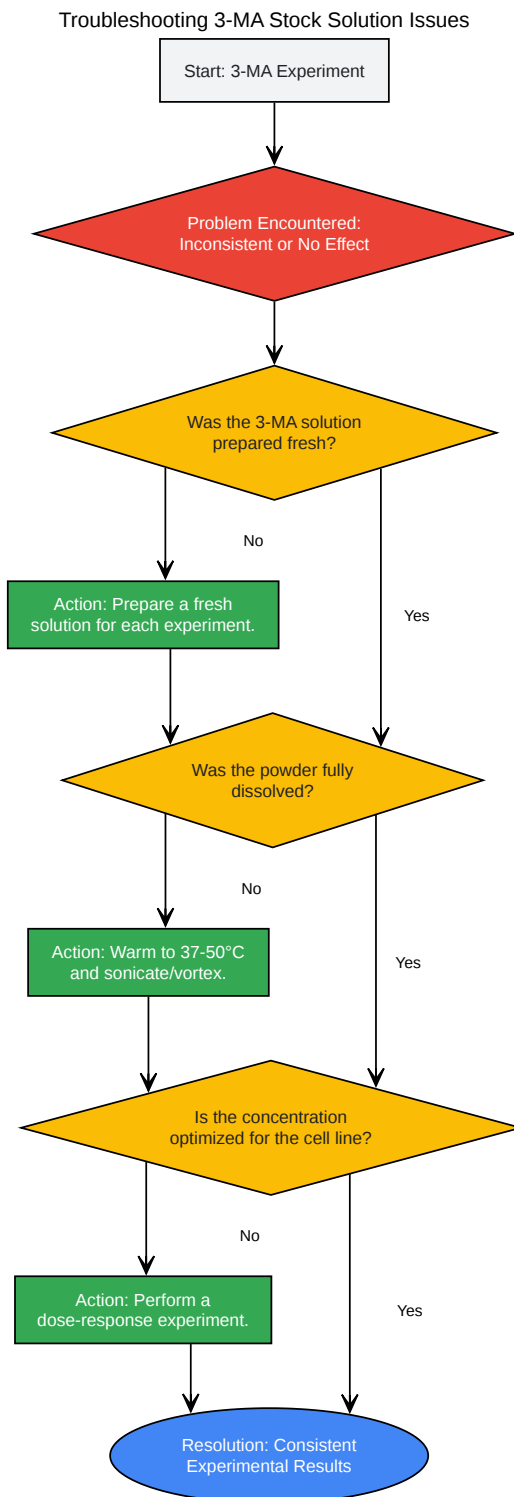 Troubleshooting 3-MA Stock Solution Issues
Start: 3-MA Experiment
Problem Encountered:
Inconsistent or No Effect
Was the 3-MA solution
prepared fresh?
No
Action: Prepare a fresh
solution for each experiment.
Yes
Was the powder fully
dissolved?
No
Action: Warm to 37-50°C
and sonicate/vortex.
Yes
Is the concentration
optimized for the cell line?
No
Action: Perform a
dose-response experiment.
Yes
Resolution: Consistent
Experimental Results